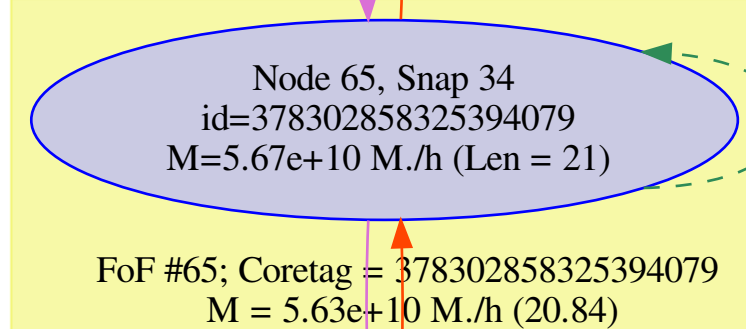 Node 65, Snap 34
id=378302858325394079
M=5.67e+10 M./h (Len = 21)
FoF #65; Coretag = 378302858325394079
M = 5.63e+10 M./h (20.84)